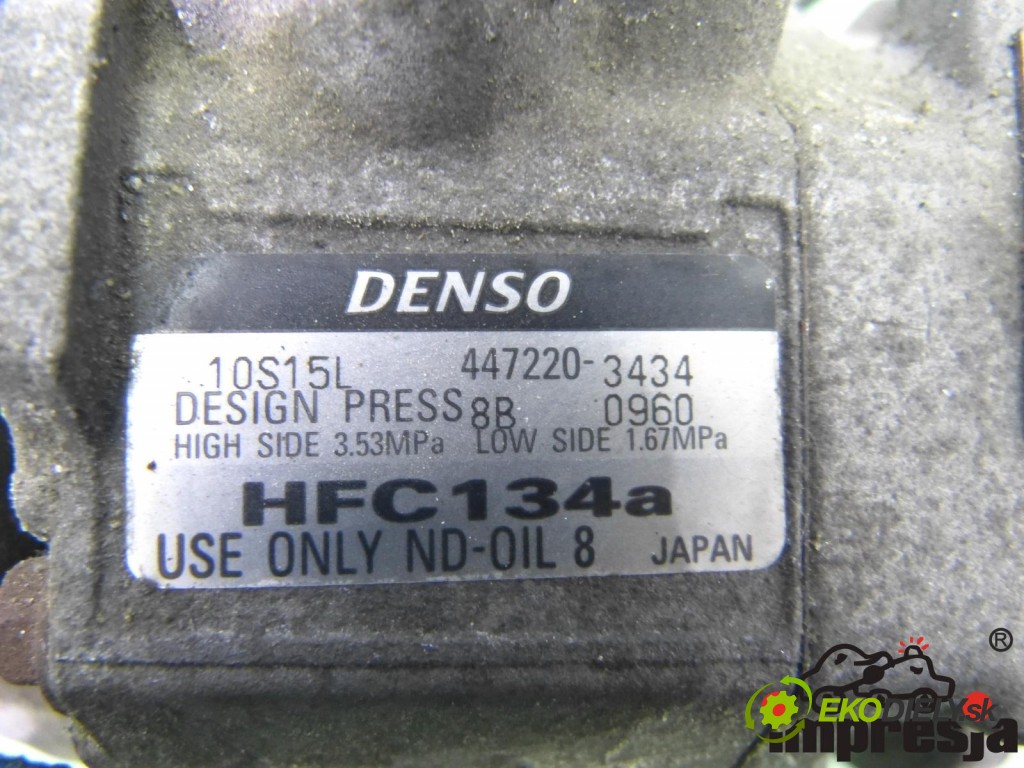 DENSO
10S15L 447220-3434
DESIGN PRESS 8B 0960
HIGH SIDE 3.53MPa LOW SIDE 1.67MPa
HFC134a
USE ONLY ND-OIL 8 JAPAN
®
EKODIELY.sk
impresja